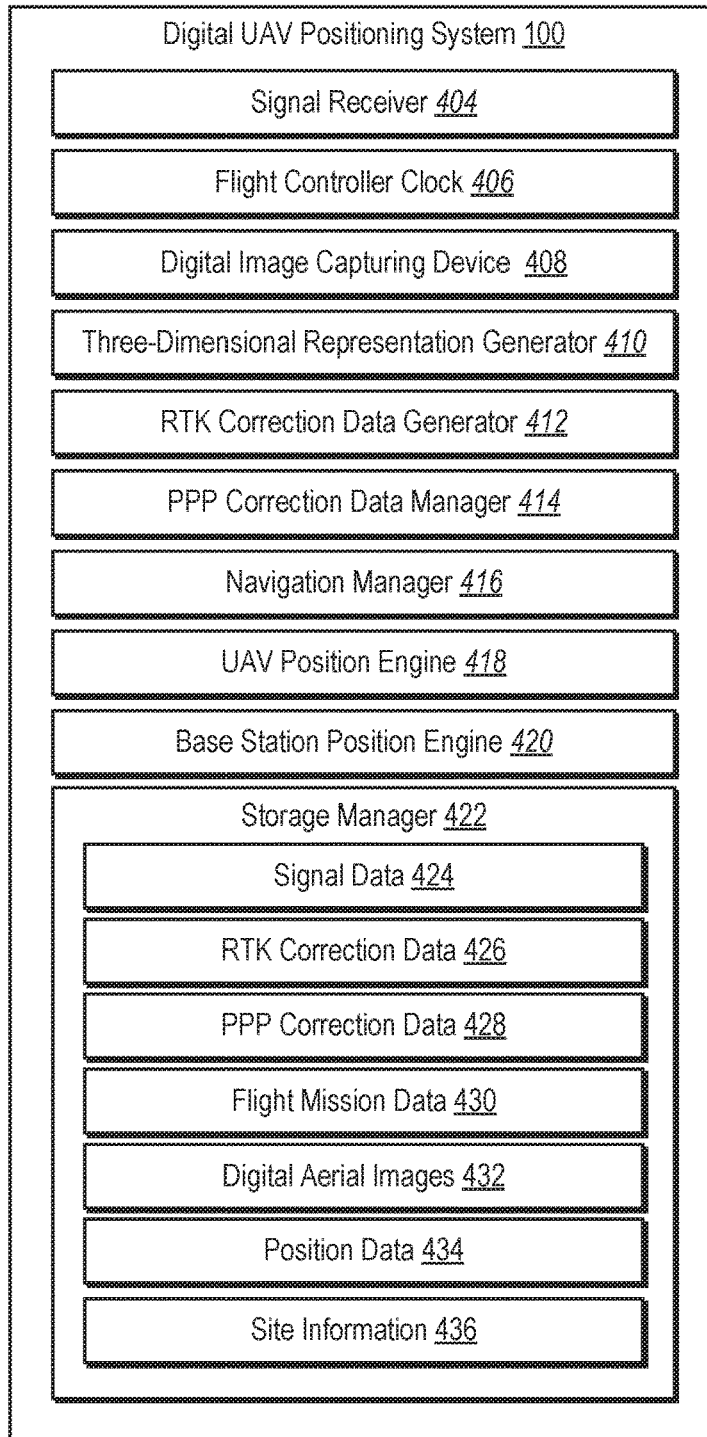 Digital UAV Positioning System 100
Signal Receiver 404
Flight Controller Clock 406
Digital Image Capturing Device 408
Three-Dimensional Representation Generator 410
RTK Correction Data Generator 412
PPP Correction Data Manager 414
Navigation Manager 416
UAV Position Engine 418
Base Station Position Engine 420
Storage Manager 422
Signal Data 424
RTK Correction Data 426
PPP Correction Data 428
Flight Mission Data 430
Digital Aerial Images 432
Position Data 434
Site Information 436